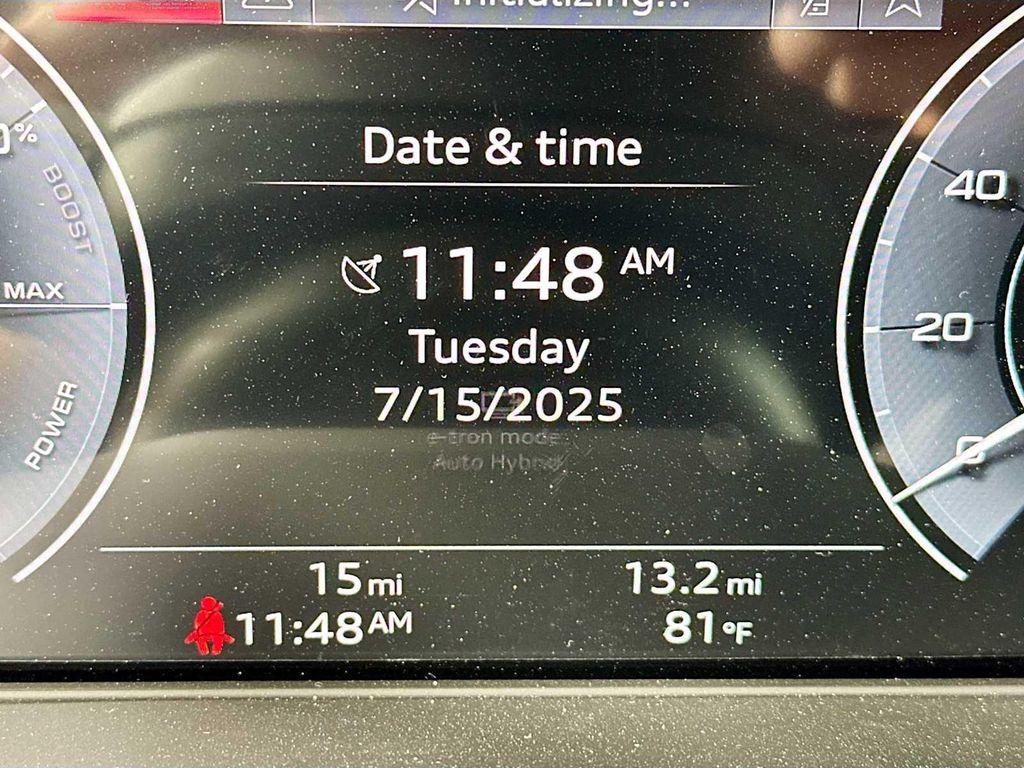 Initializing...
0%
BOOST
MAX
POWER
Date & time
11:48 AM
Tuesday
7/15/2025
e-tron mode:
Auto Hybrid
40
20
0
15 mi 13.2 mi
11:48 AM 81 °F